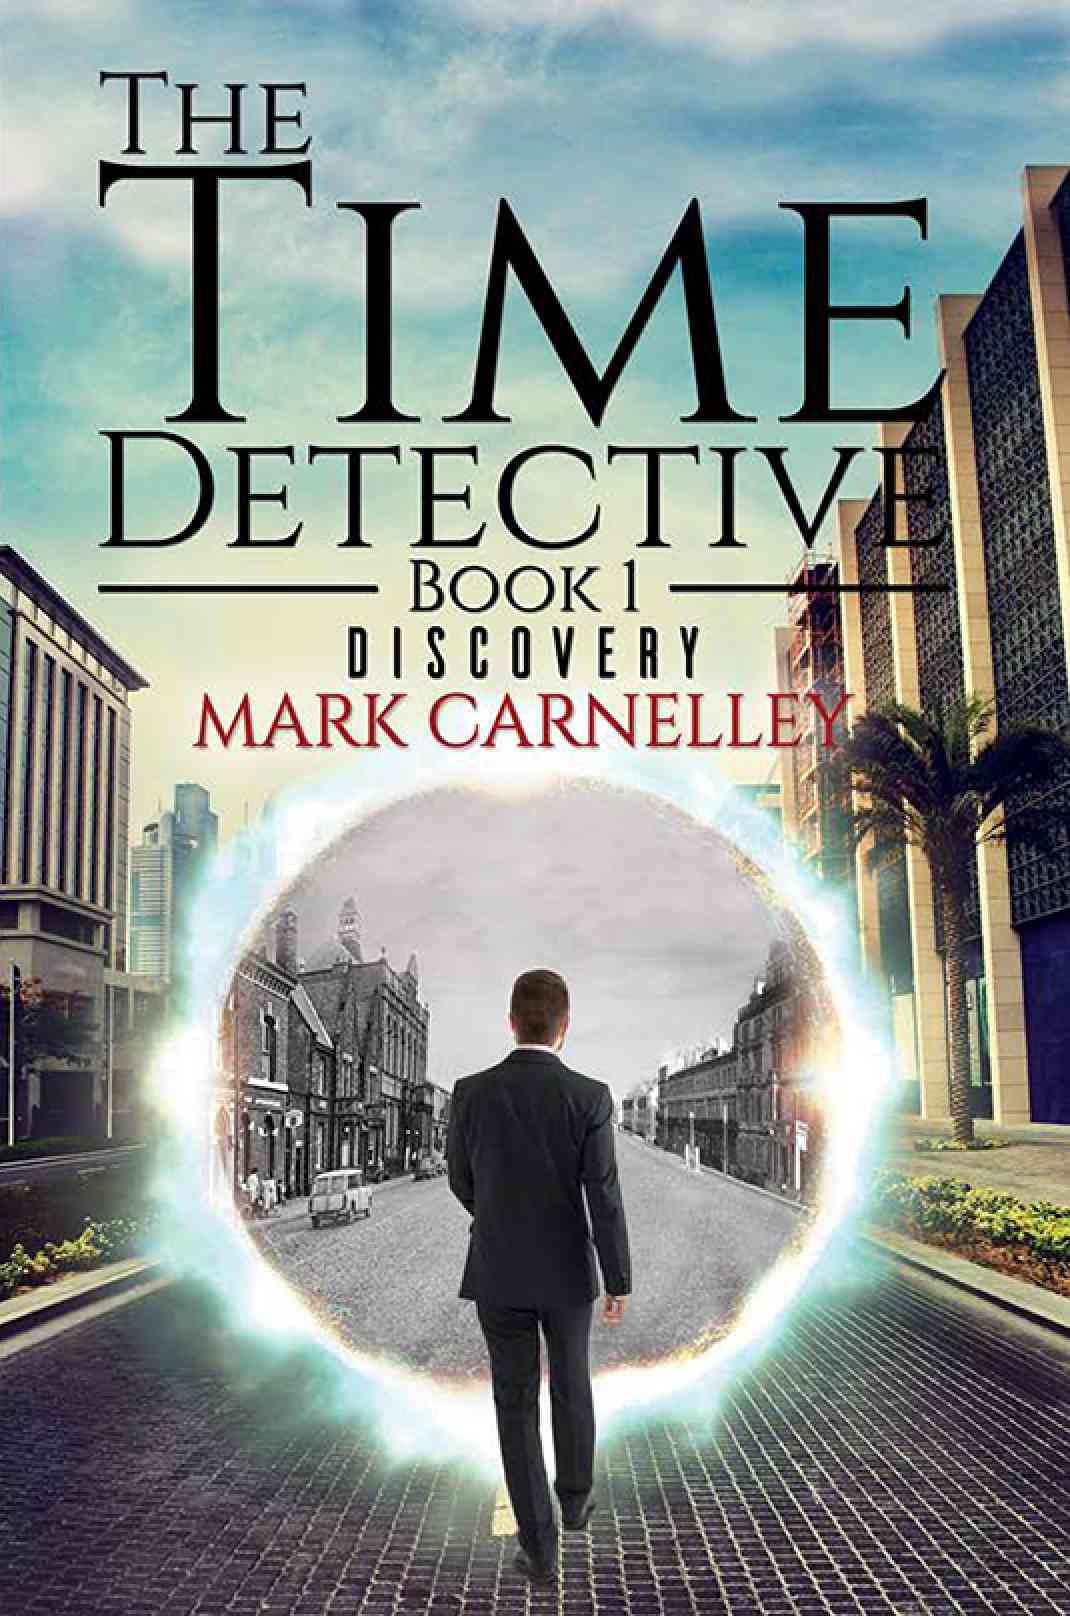 THE
TIME
DETECTIVE
BOOK 1
DISCOVERY
MARK CARNELLEY